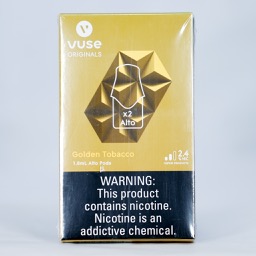 VUSE
ORIGINALS
x2
Alto
Golden Tobacco
1.8mL Alto Pods
2.4
WARNING:
This product
contains nicotine.
Nicotine is an
addictive chemical.